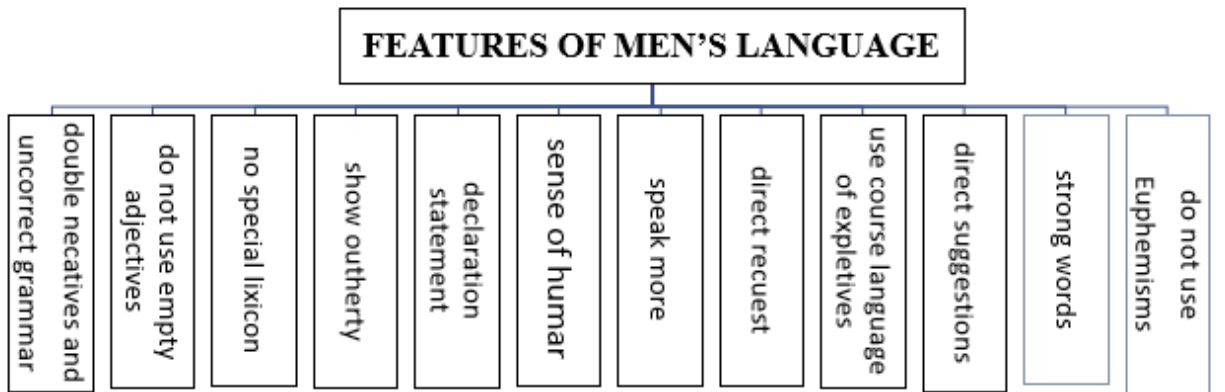 FEATURES OF MEN'S LANGUAGE
double necatives and
uncorrect grammar
do not use empty
adjectives
no special lixicon
show outherty
declaration
statement
sense of humar
speak more
direct recuest
use course language
of expletives
direct suggestions
strong words
do not use
Euphemisms